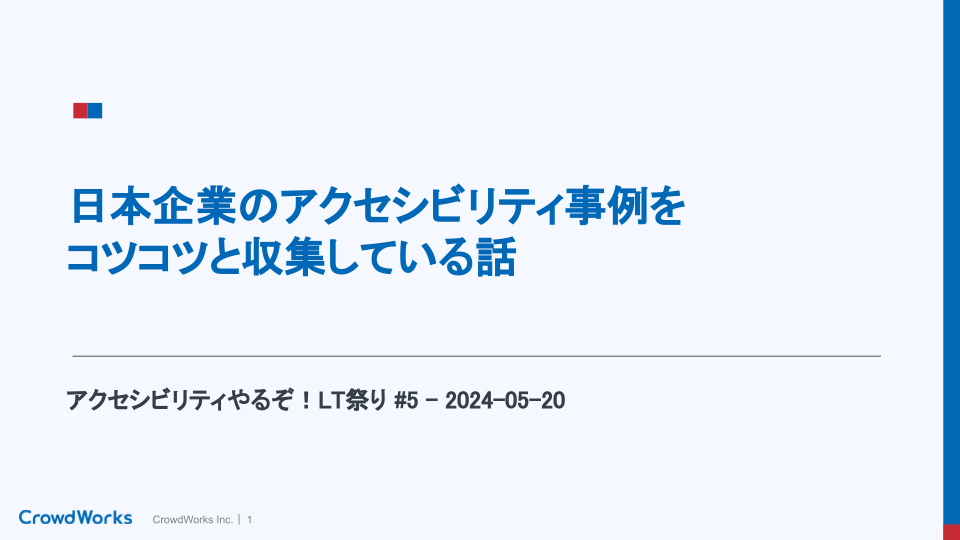 日本企業のアクセシビリティ事例を
コツコツと収集している話
アクセシビリティやるぞ！LT祭り #5 - 2024-05-20
CrowdWorks
CrowdWorks Inc. | 1